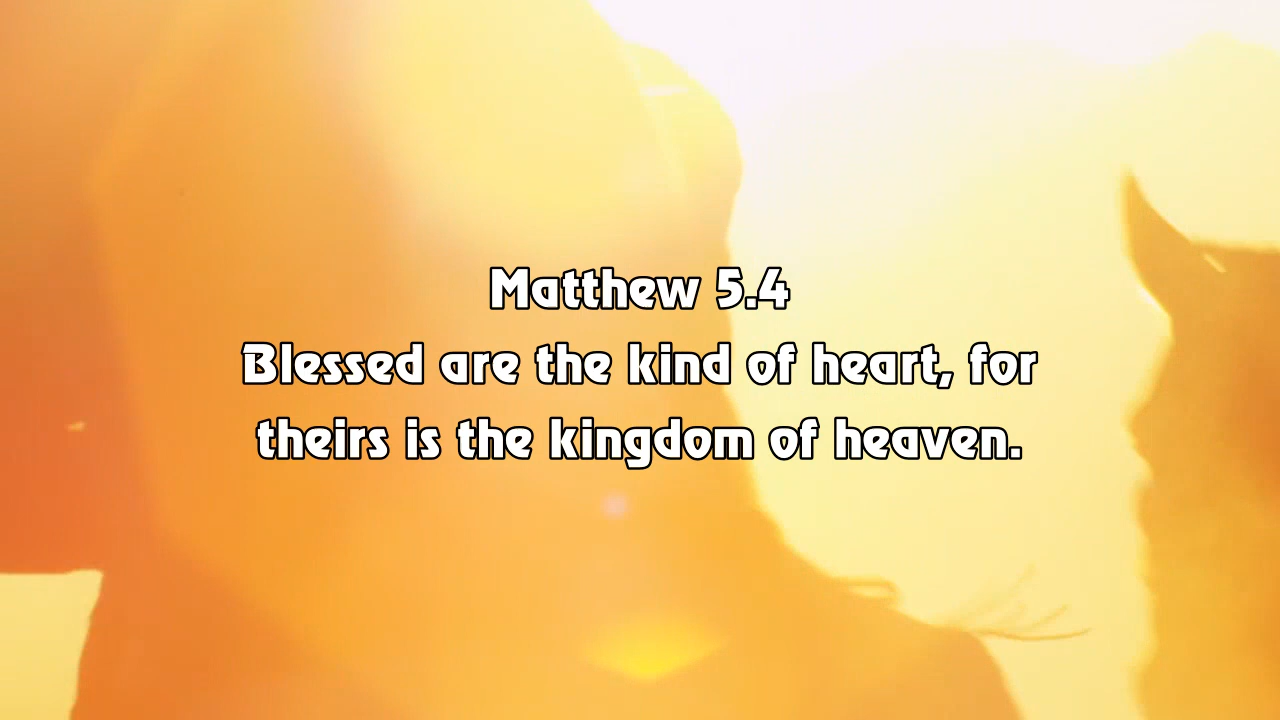 Matthew 5.4
Blessed are the kind of heart, for
theirs is the kingdom of heaven.